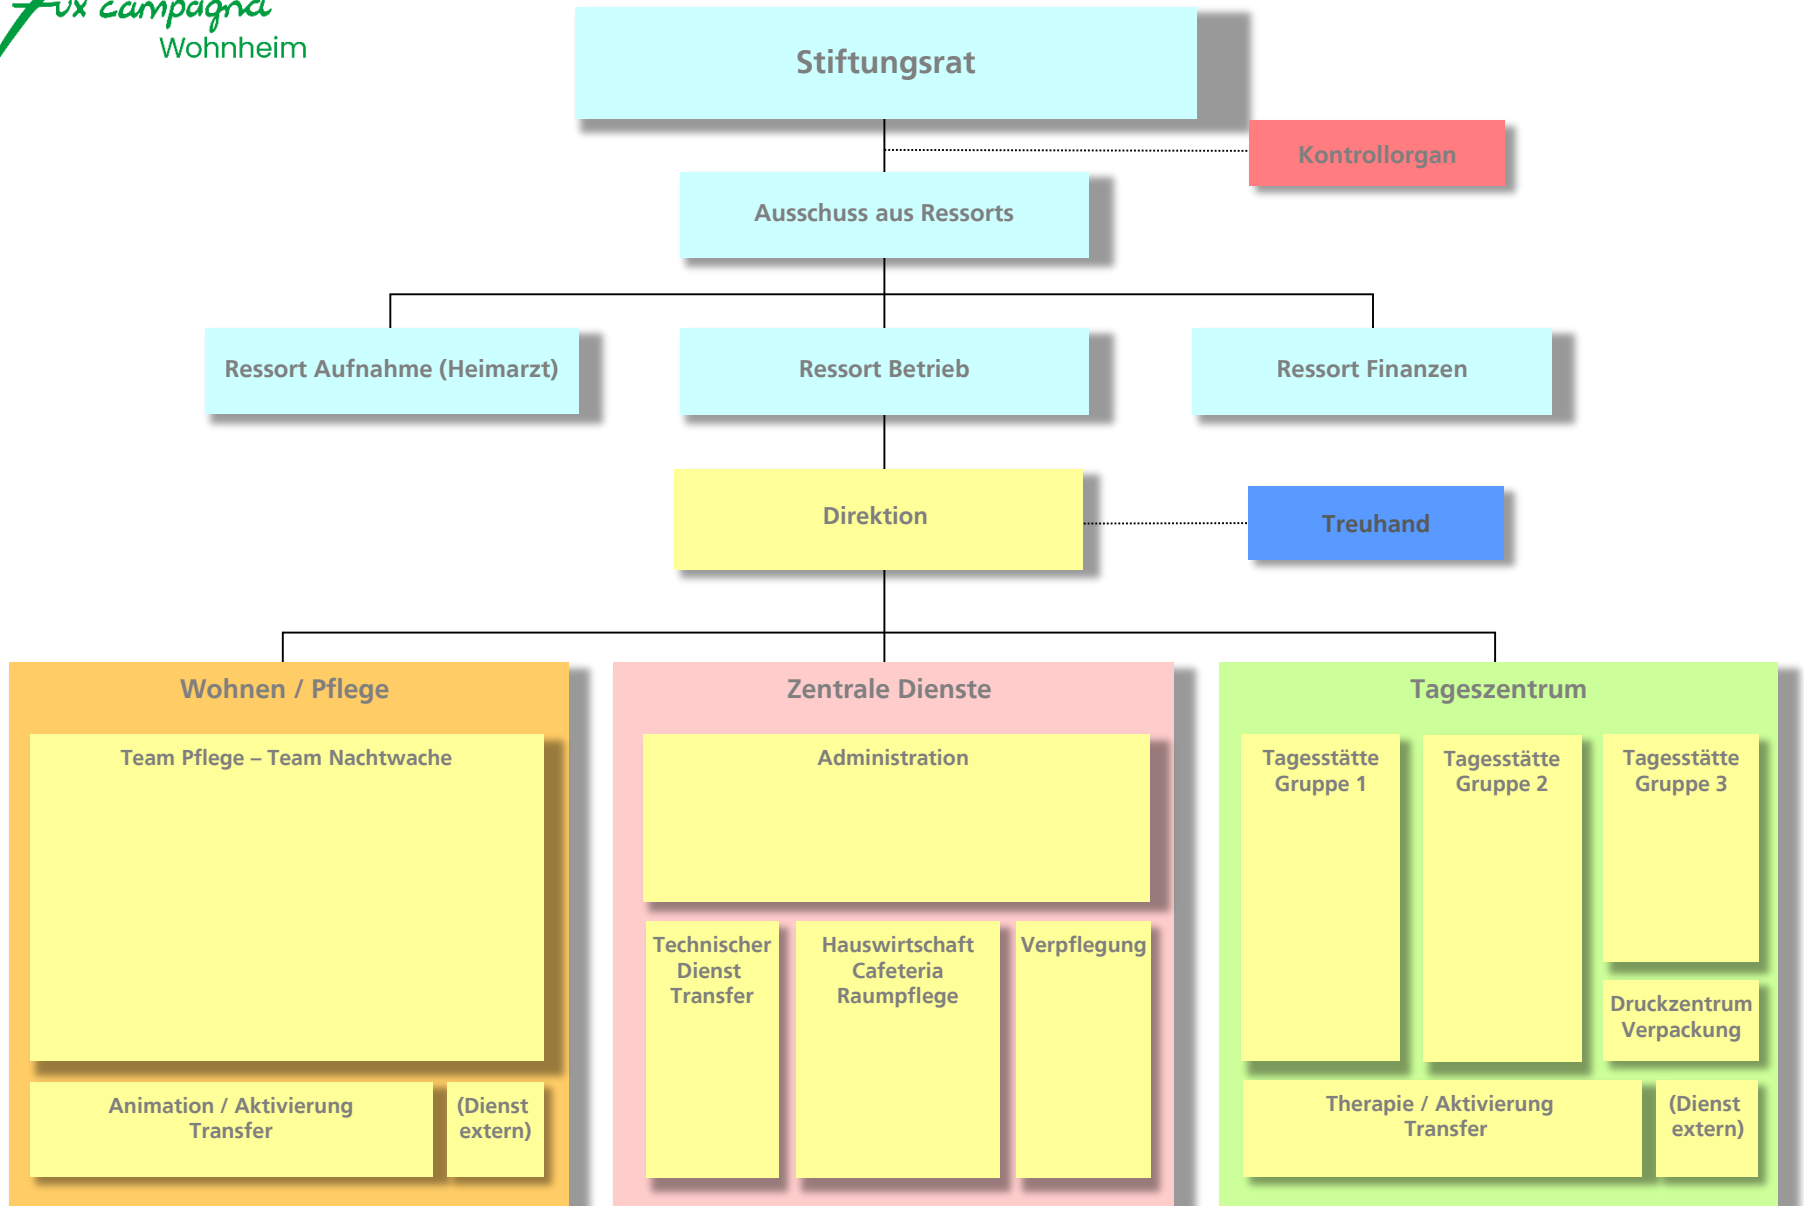 fux campagna
Wohnheim
Stiftungsrat
Kontrollorgan
Ausschuss aus Ressorts
Ressort Aufnahme (Heimarzt)
Ressort Betrieb
Ressort Finanzen
Direktion
Treuhand
Wohnen / Pflege
Team Pflege – Team Nachtwache
Animation / Aktivierung
Transfer
(Dienst
extern)
Zentrale Dienste
Administration
Technischer
Dienst
Transfer
Hauswirtschaft
Cafeteria
Raumpflege
Verpflegung
Tageszentrum
Tagesstätte
Gruppe 1
Tagesstätte
Gruppe 2
Tagesstätte
Gruppe 3
Druckzentrum
Verpackung
Therapie / Aktivierung
Transfer
(Dienst
extern)